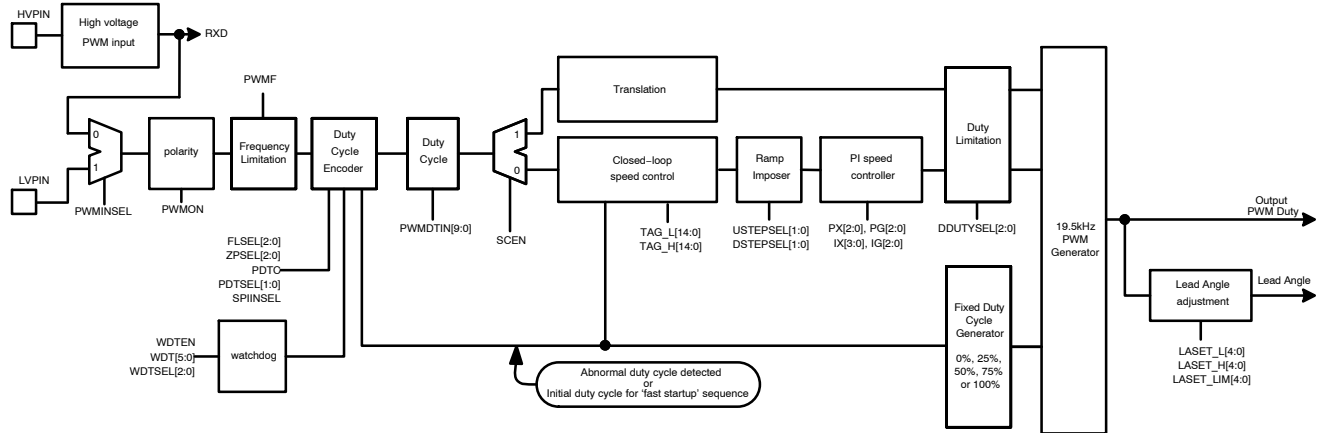 HVPIN
High voltage
PWM input
RXD
PWMF
0
1
LVPIN
PWMINSEL
polarity
PWMON
Frequency
Limitation
Duty
Cycle
Encoder
Duty
Cycle
PWMDTIN[9:0]
1
0
SCEN
Translation
Closed−loop
speed control
TAG_L[14:0]
TAG_H[14:0]
Ramp
Imposer
USTEPSEL[1:0]
DSTEPSEL[1:0]
PI speed
controller
PX[2:0], PG[2:0]
IX[3:0], IG[2:0]
Duty
Limitation
DDUTYSEL[2:0]
19.5kHz
PWM
Generator
Output
PWM Duty
Lead Angle
Lead Angle
adjustment
LASET_L[4:0]
LASET_H[4:0]
LASET_LIM[4:0]
FLSEL[2:0]
ZPSEL[2:0]
PDTC
PDTSEL[1:0]
SPIINSEL
WDTEN
WDT[5:0]
WDTSEL[2:0]
watchdog
Abnormal duty cycle detected
or
Initial duty cycle for 'fast startup' sequence
Fixed Duty
Cycle
Generator
0%, 25%,
50%, 75%
or 100%